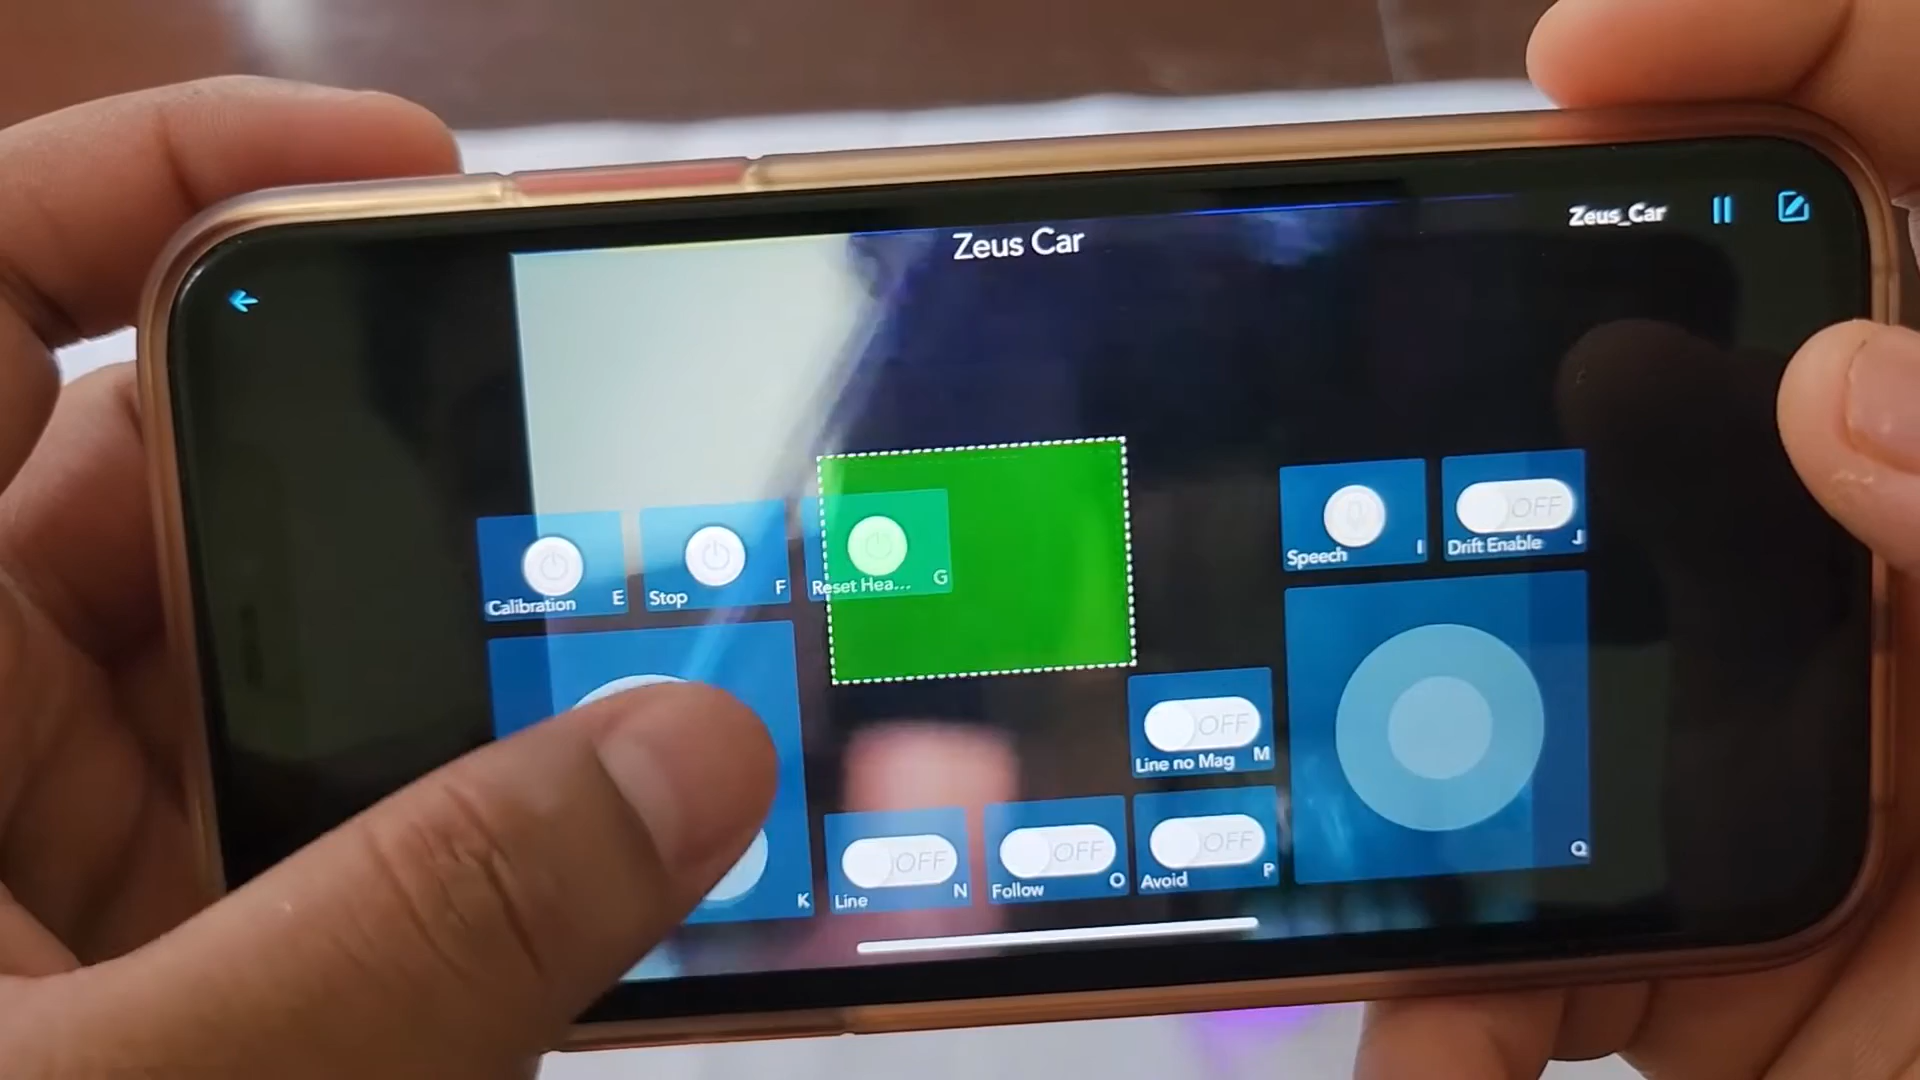 Zeus_Car
Zeus Car
Calibration E
Stop F
Reset Hea... G
Speech I
OFF
Drift Enable J
K
OFF
Line no Mag M
OFF
Line N
OFF
Follow O
OFF
Avoid P
Q